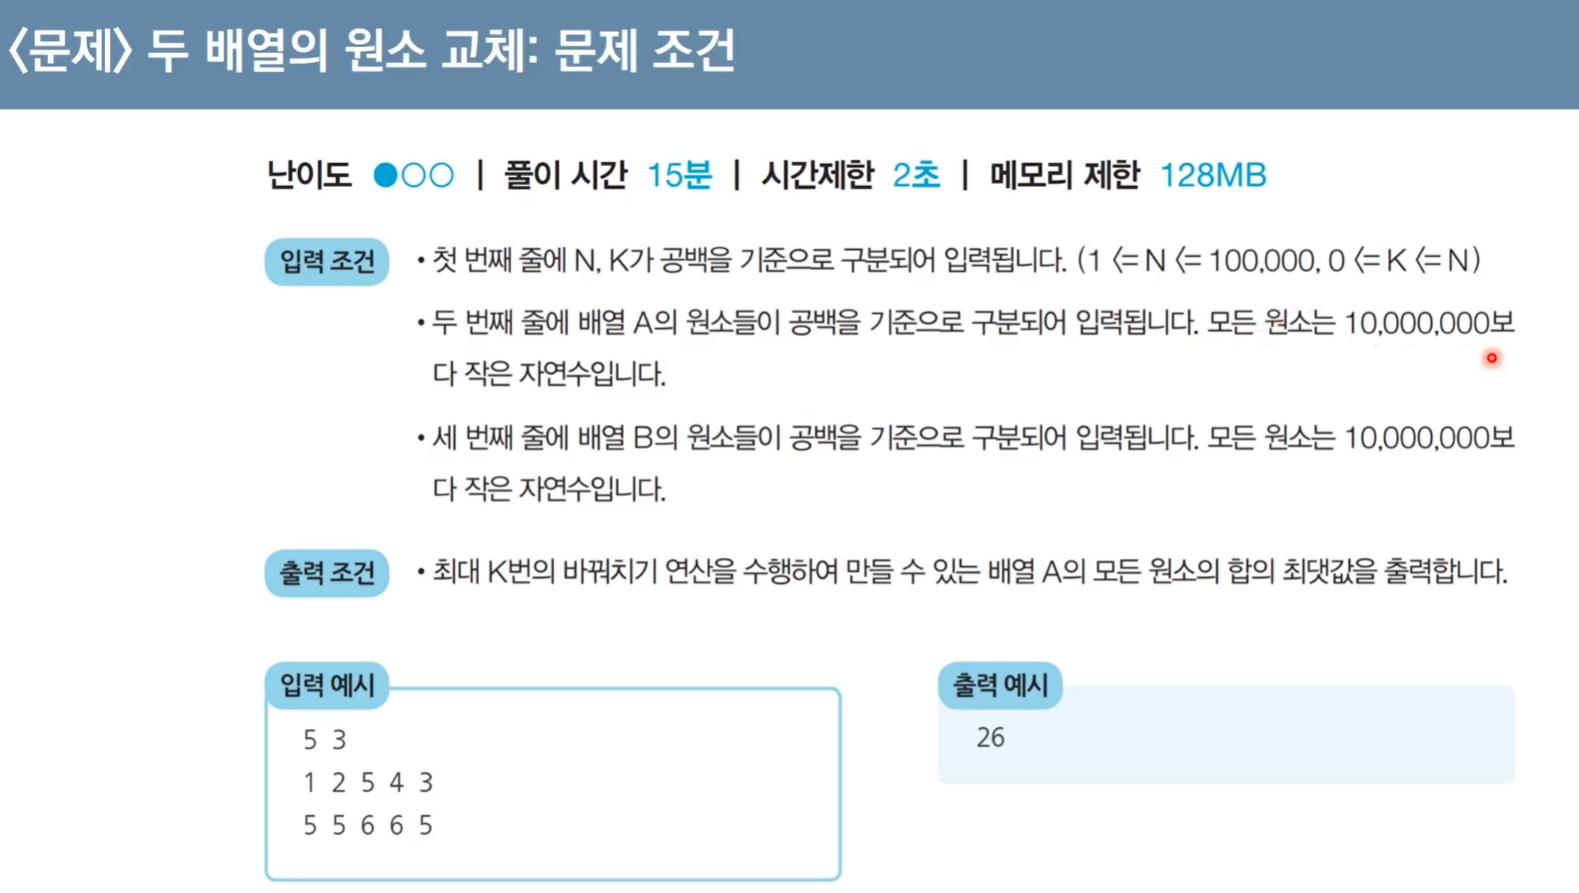 〈문제〉 두 배열의 원소 교체: 문제 조건
난이도 ●○○ | 풀이 시간 15분 | 시간제한 2초 | 메모리 제한 128MB
입력 조건 • 첫 번째 줄에 N, K가 공백을 기준으로 구분되어 입력됩니다. (1 〈= N 〈= 100,000, 0 〈= K 〈= N)
• 두 번째 줄에 배열 A의 원소들이 공백을 기준으로 구분되어 입력됩니다. 모든 원소는 10,000,000보
다 작은 자연수입니다.
• 세 번째 줄에 배열 B의 원소들이 공백을 기준으로 구분되어 입력됩니다. 모든 원소는 10,000,000보
다 작은 자연수입니다.
출력 조건 • 최대 K번의 바꿔치기 연산을 수행하여 만들 수 있는 배열 A의 모든 원소의 합의 최댓값을 출력합니다.
입력 예시
5 3
1 2 5 4 3
5 5 6 6 5
출력 예시
26